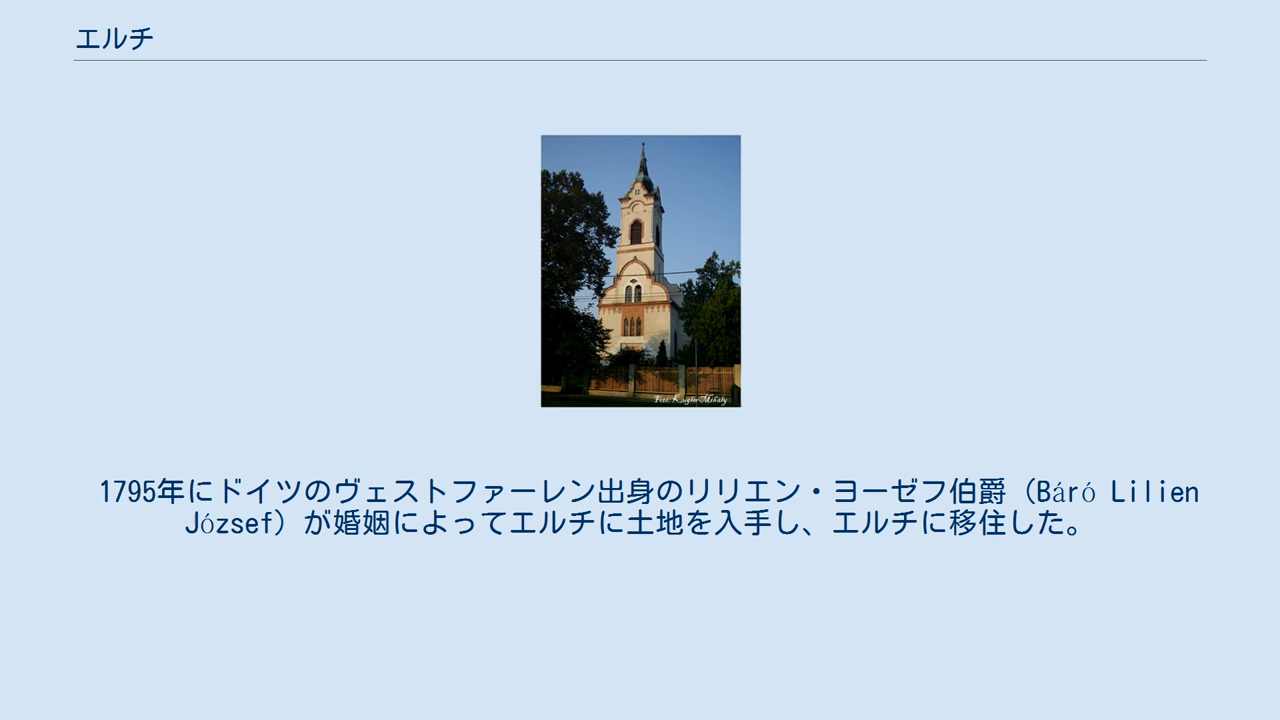 エルチ
Foto: Kugler Mihály
1795年にドイツのヴェストファーレン出身のリリエン・ヨーゼフ伯爵（Báró Lilien
József）が婚姻によってエルチに土地を入手し、エルチに移住した。